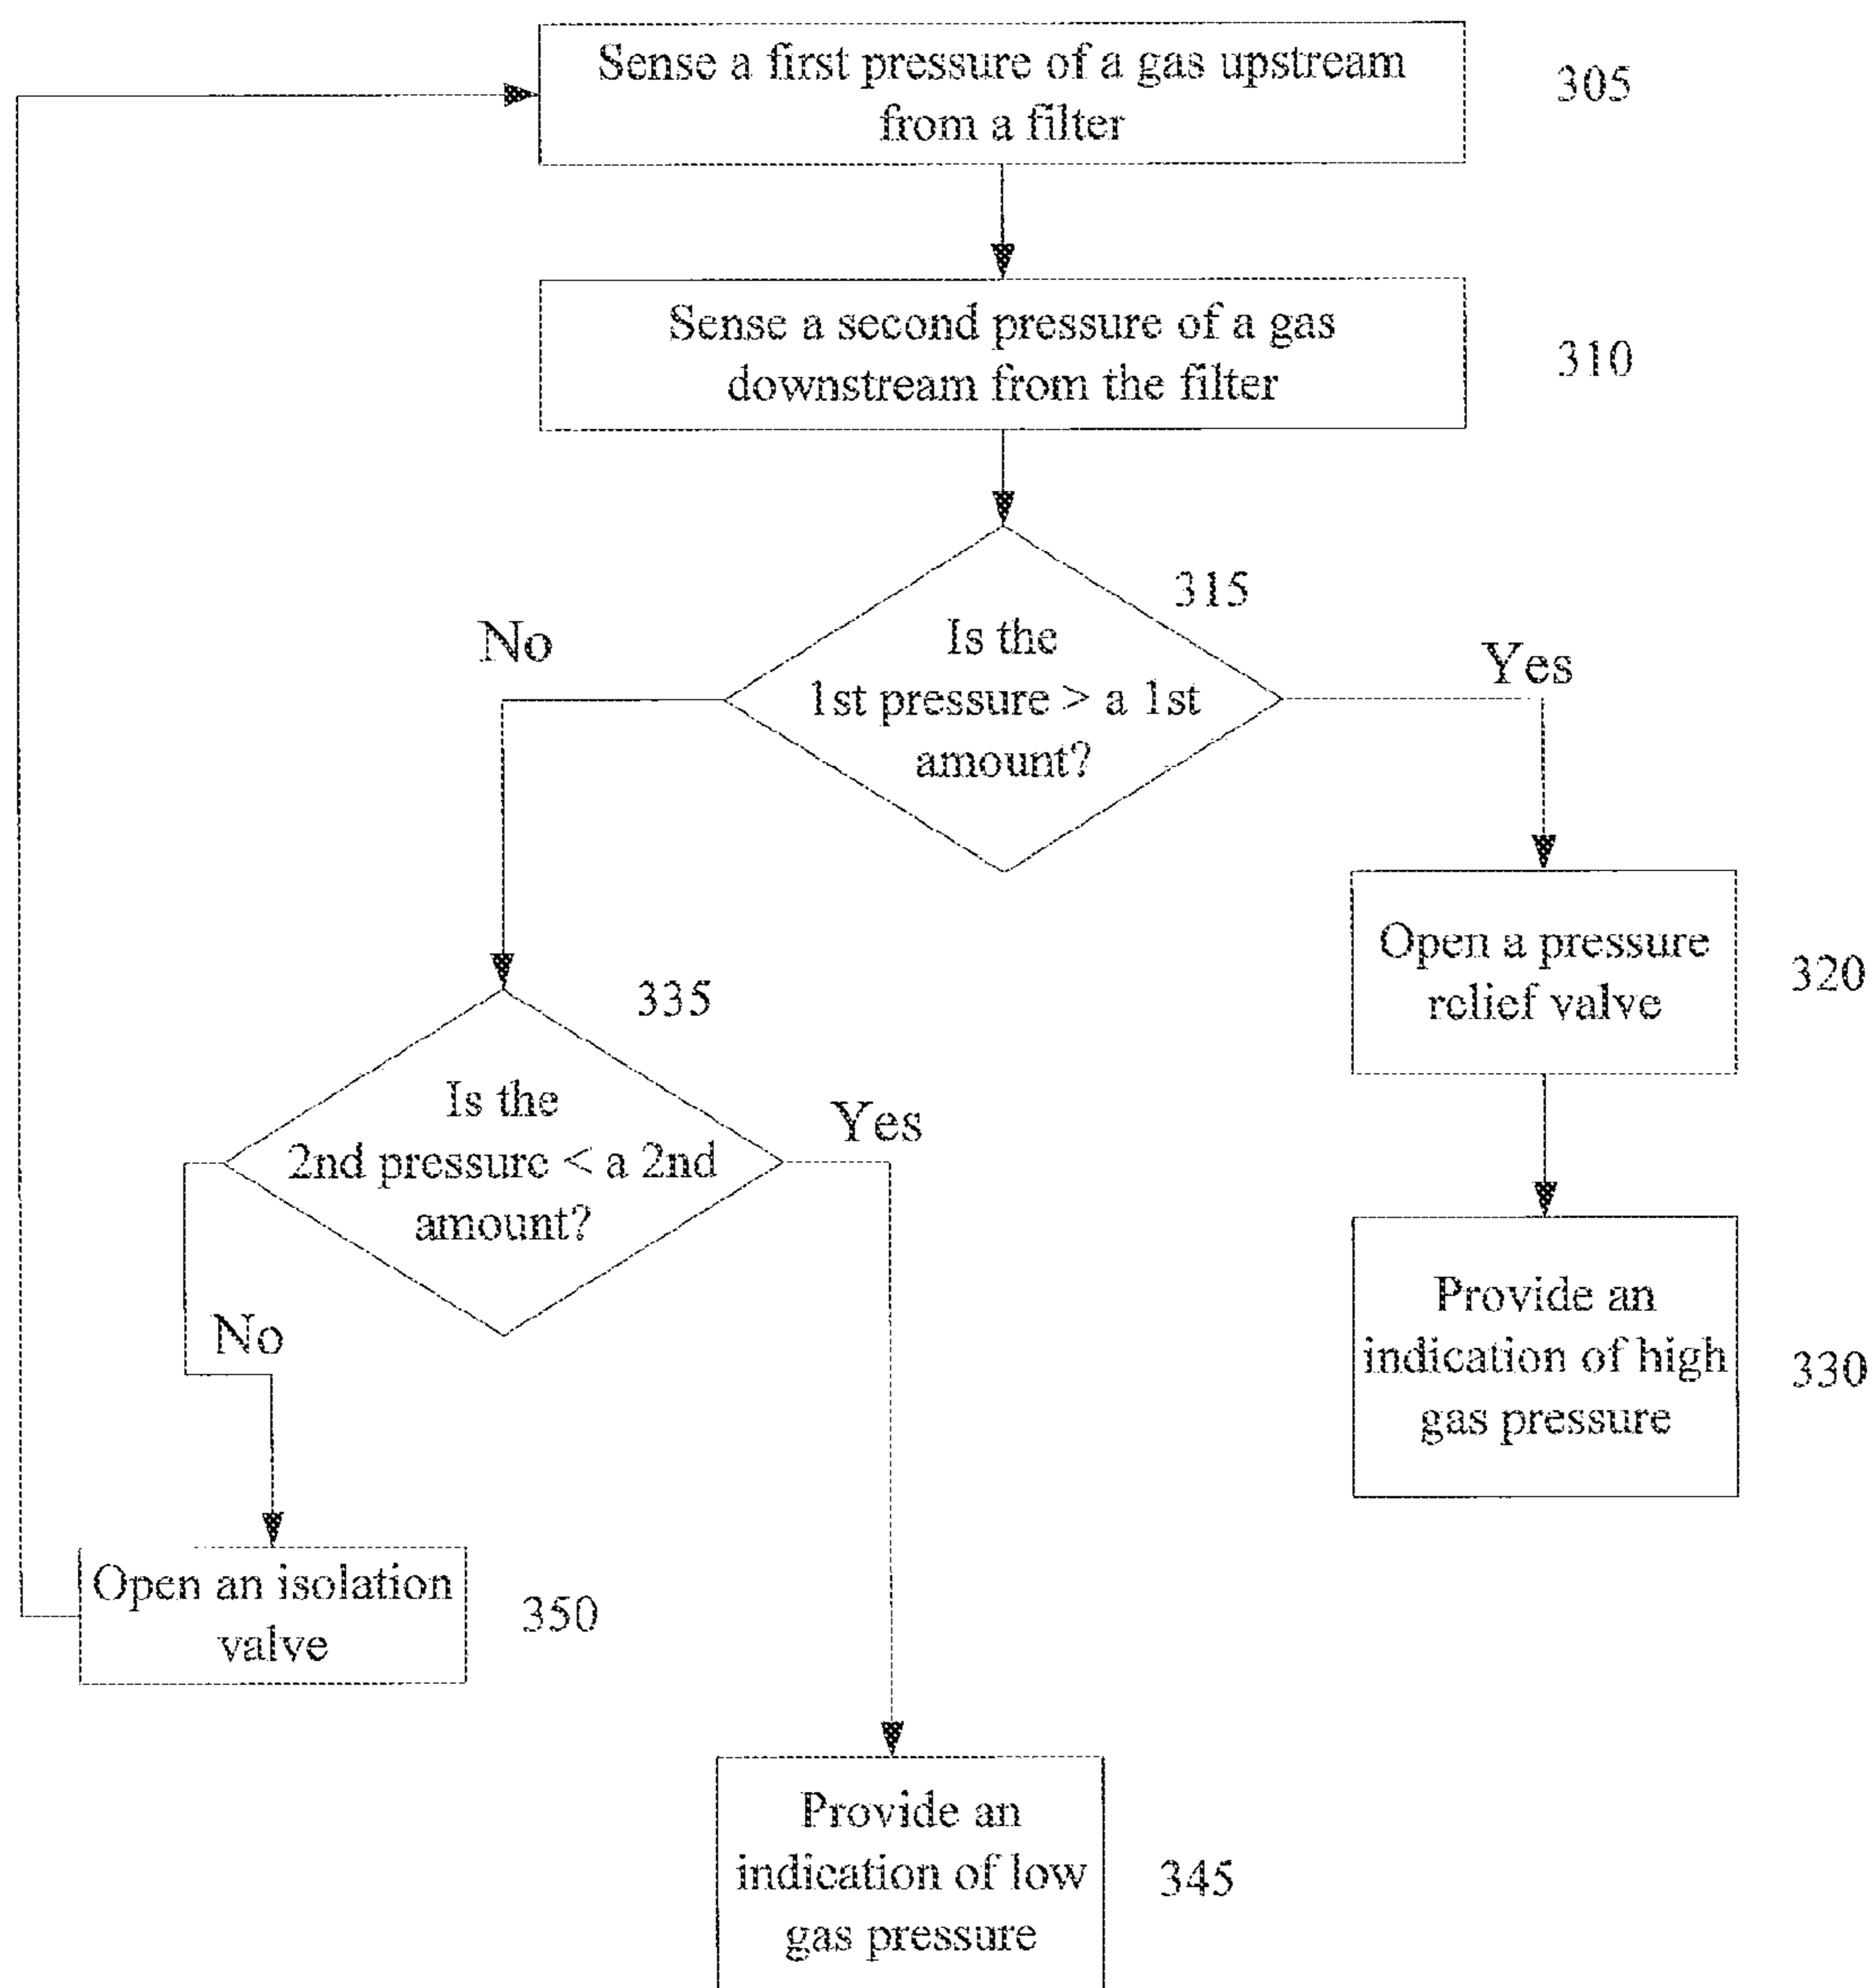 Sense a first pressure of a gas upstream
from a filter
305
Sense a second pressure of a gas
downstream from the filter
310
315
Is the
1st pressure > a 1st
amount?
No
Yes
Open a pressure
relief valve
320
335
Is the
2nd pressure < a 2nd
amount?
Yes
No
Provide an
indication of high
gas pressure
330
Open an isolation
valve
350
Provide an
indication of low
gas pressure
345